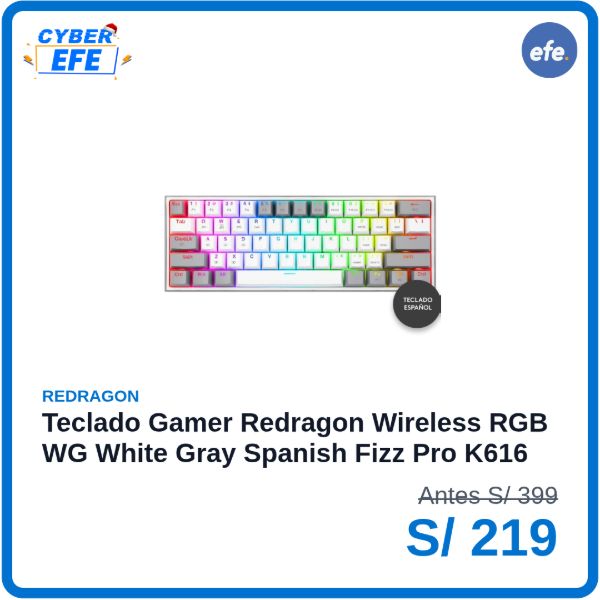 CYBER
EFE
efe.
TECLADO
ESPAÑOL
REDRAGON
Teclado Gamer Redragon Wireless RGB
WG White Gray Spanish Fizz Pro K616
Antes S/ 399
S/ 219